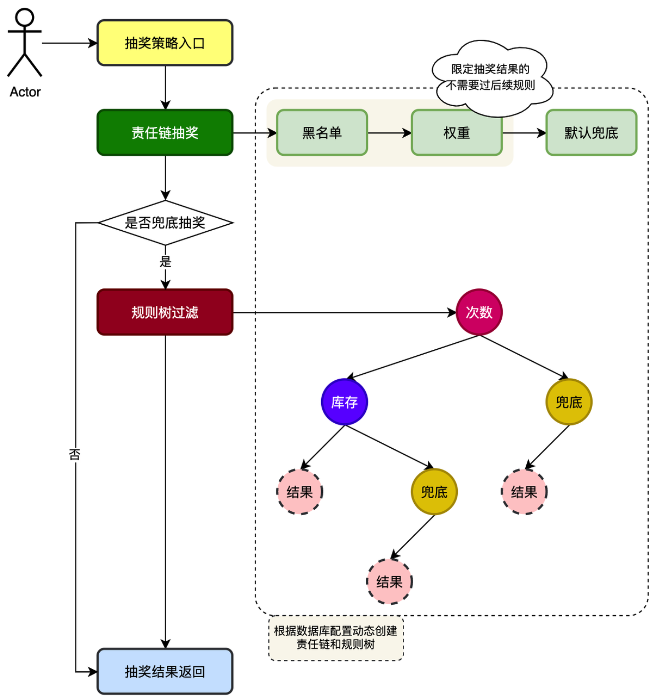 Actor
抽奖策略入口
限定抽奖结果的
不需要过后续规则
责任链抽奖
黑名单
权重
默认兜底
是否兜底抽奖
是
规则树过滤
次数
库存
兜底
否
结果
兜底
结果
结果
根据数据库配置动态创建
责任链和规则树
抽奖结果返回